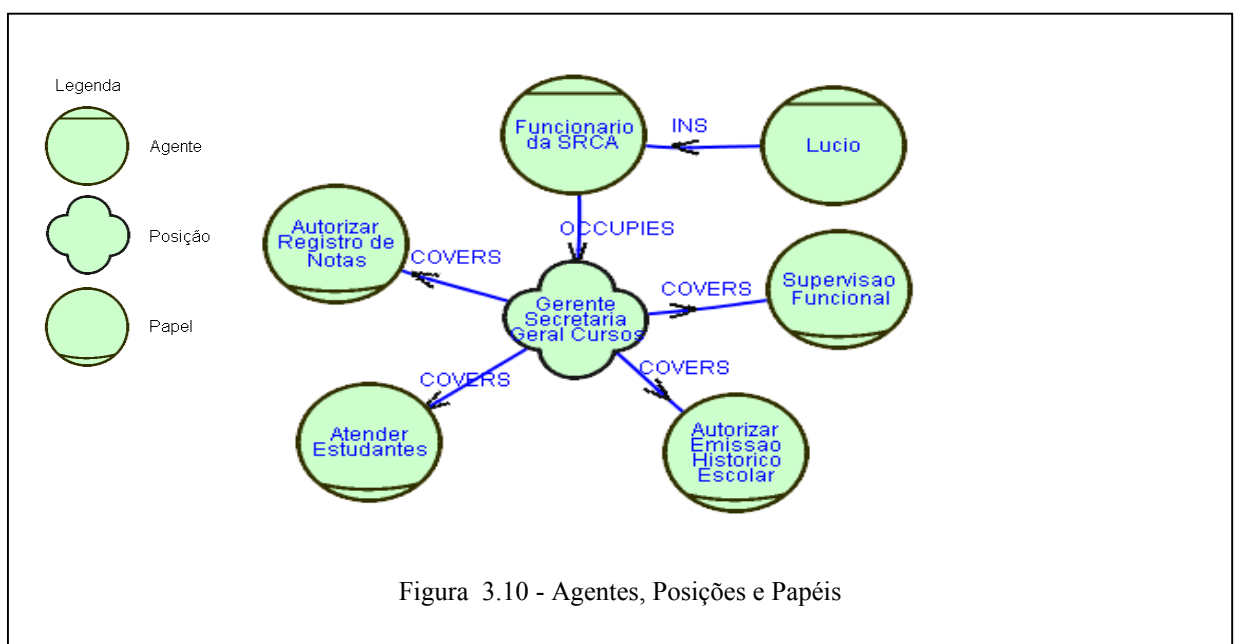 Legenda
Agente
Posição
Papel
Funcionario
da SRCA
INS
Lucio
OCCUPIES
Autorizar
Registro de
Notas
COVERS
Gerente
Secretaria
Geral Cursos
COVERS
Supervisao
Funcional
COVERS
Atender
Estudantes
COVERS
Autorizar
Emissao
Historico
Escolar
Figura 3.10 - Agentes, Posições e Papéis